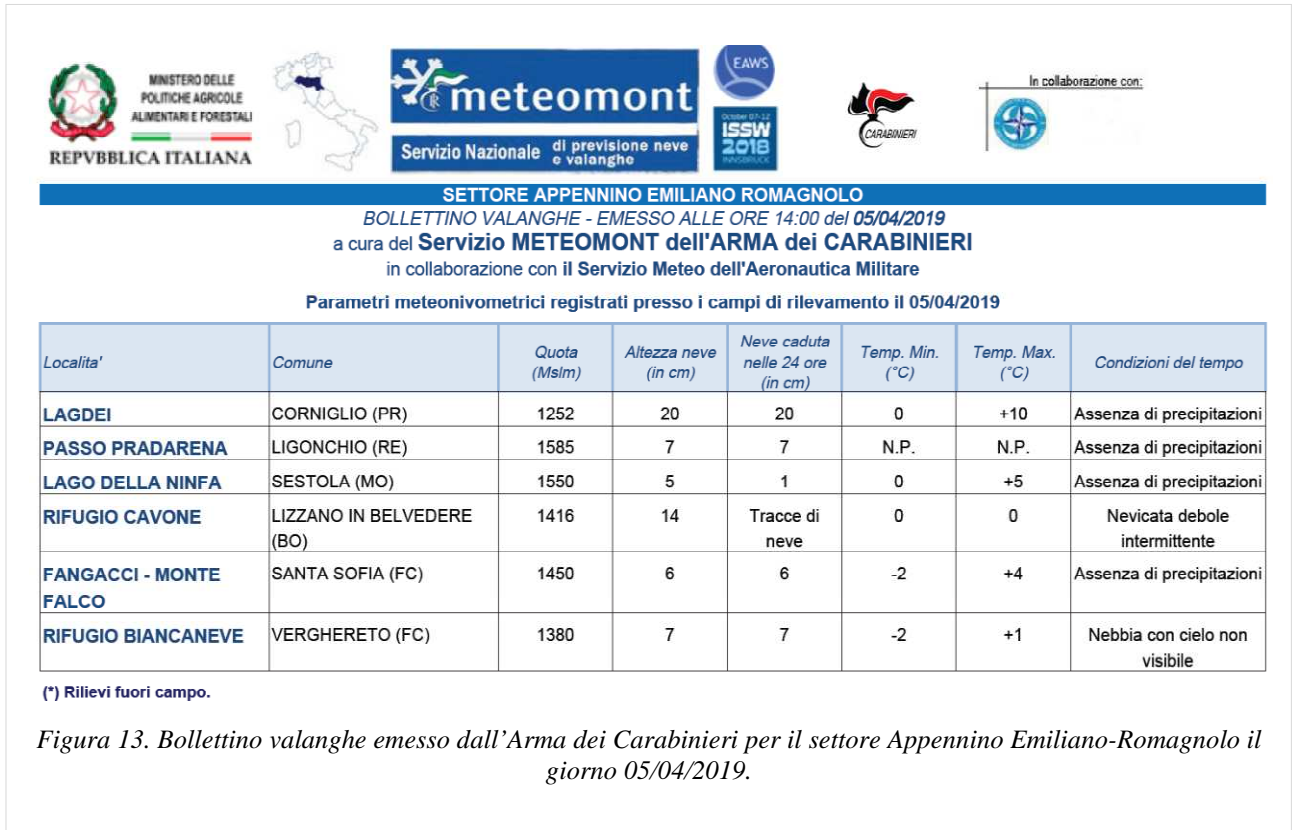 MINISTERO DELLE
POLITICHE AGRICOLE
ALIMENTARI E FORESTALI
REPVBBLICA ITALIANA
meteomont
Servizio Nazionale di previsione neve e valanghe
EAWS
October 07-12
ISSW
2018
INNSBRUCK
CARABINIERI
In collaborazione con:
SETTORE APPENNINO EMILIANO ROMAGNOLO
BOLLETTINO VALANGHE - EMESSO ALLE ORE 14:00 del 05/04/2019
a cura del Servizio METEOMONT dell'ARMA dei CARABINIERI
in collaborazione con il Servizio Meteo dell'Aeronautica Militare
Parametri meteonivometrici registrati presso i campi di rilevamento il 05/04/2019
Localita' Comune Quota (Mslm) Altezza neve (in cm) Neve caduta nelle 24 ore (in cm) Temp. Min. (°C) Temp. Max. (°C) Condizioni del tempo
LAGDEI CORNIGLIO (PR) 1252 20 20 0 +10 Assenza di precipitazioni
PASSO PRADARENA LIGONCHIO (RE) 1585 7 7 N.P. N.P. Assenza di precipitazioni
LAGO DELLA NINFA SESTOLA (MO) 1550 5 1 0 +5 Assenza di precipitazioni
RIFUGIO CAVONE LIZZANO IN BELVEDERE (BO) 1416 14 Tracce di neve 0 0 Nevicata debole intermittente
FANGACCI - MONTE FALCO SANTA SOFIA (FC) 1450 6 6 -2 +4 Assenza di precipitazioni
RIFUGIO BIANCANEVE VERGHERETO (FC) 1380 7 7 -2 +1 Nebbia con cielo non visibile
(*) Rilievi fuori campo.
Figura 13. Bollettino valanghe emesso dall'Arma dei Carabinieri per il settore Appennino Emiliano-Romagnolo il
giorno 05/04/2019.